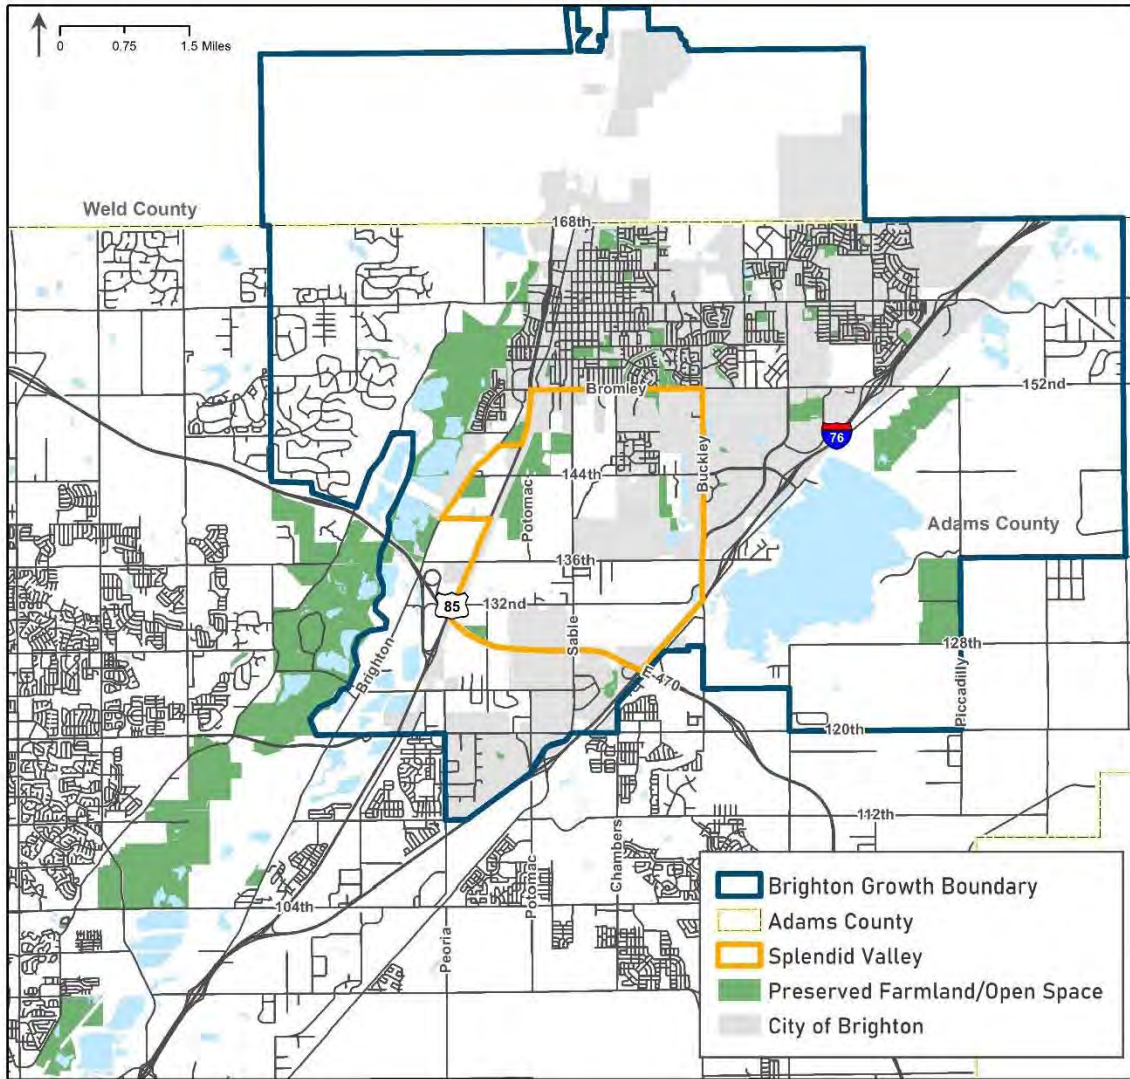 0 0.75 1.5 Miles
Weld County
168th
152nd
Bromley
76
144th
Potomac
Buckley
Adams County
136th
85
132nd
Sable
128th
Brighton
E-470
Piccadilly
120th
112th
Chambers
Potomac
104th
Peoria
Brighton Growth Boundary
Adams County
Splendid Valley
Preserved Farmland/Open Space
City of Brighton